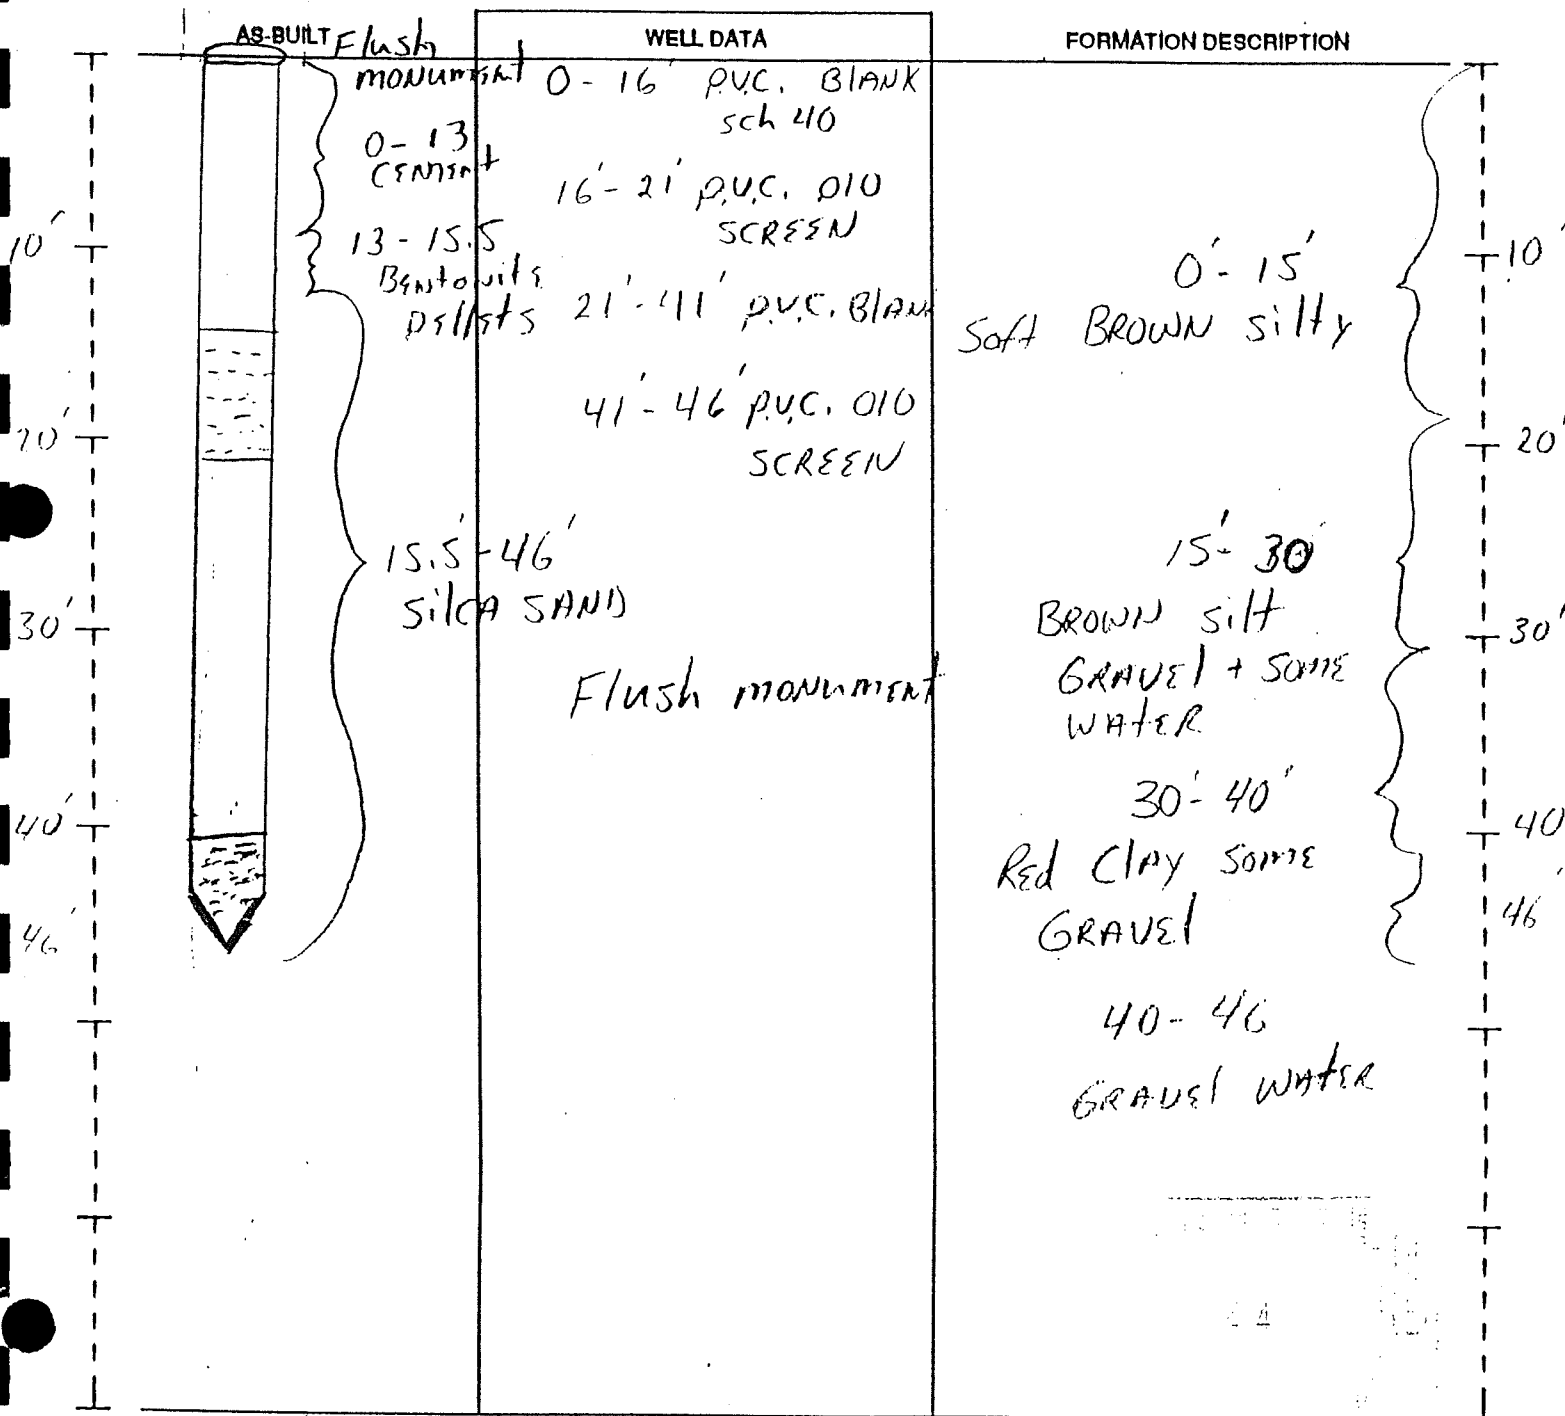 AS-BUILT
Flush
monument
0-13
Cement
13-15.5
Bentonite
Pellets
15.5'-46'
Silca SAND
WELL DATA
0-16' P.V.C. BlANK
sch 40
16'-21' P.V.C. 010
SCREEN
21'-41' P.V.C. BlANK
41'-46' P.V.C. 010
SCREEN
Flush monument
FORMATION DESCRIPTION
0'-15'
Soft BROWN Silty
15'-30'
BROWN Silt
GRAVEl + Some
WAtER
30'-40'
Red ClAy Some
GRAVEl
40-46
GRAVEl WAtER
10'
20'
30'
40'
46'
10'
20'
30'
40'
46'